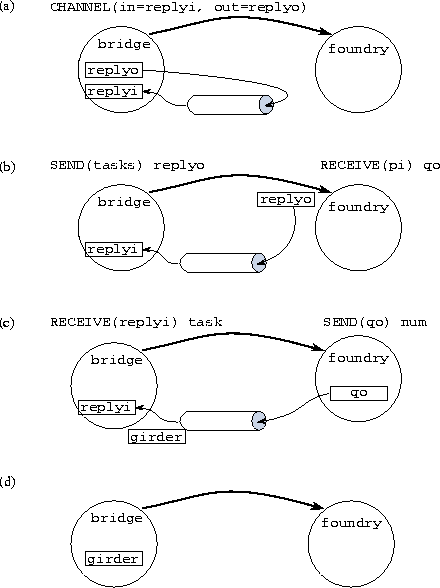 (a) CHANNEL(in=replyi, out=replyo)
bridge foundry
replyo
replyi
(b) SEND(tasks) replyo RECEIVE(pi) qo
bridge replyo foundry
replyi
(c) RECEIVE(replyi) task SEND(qo) num
bridge foundry
qo
replyi
girder
(d)
bridge foundry
girder